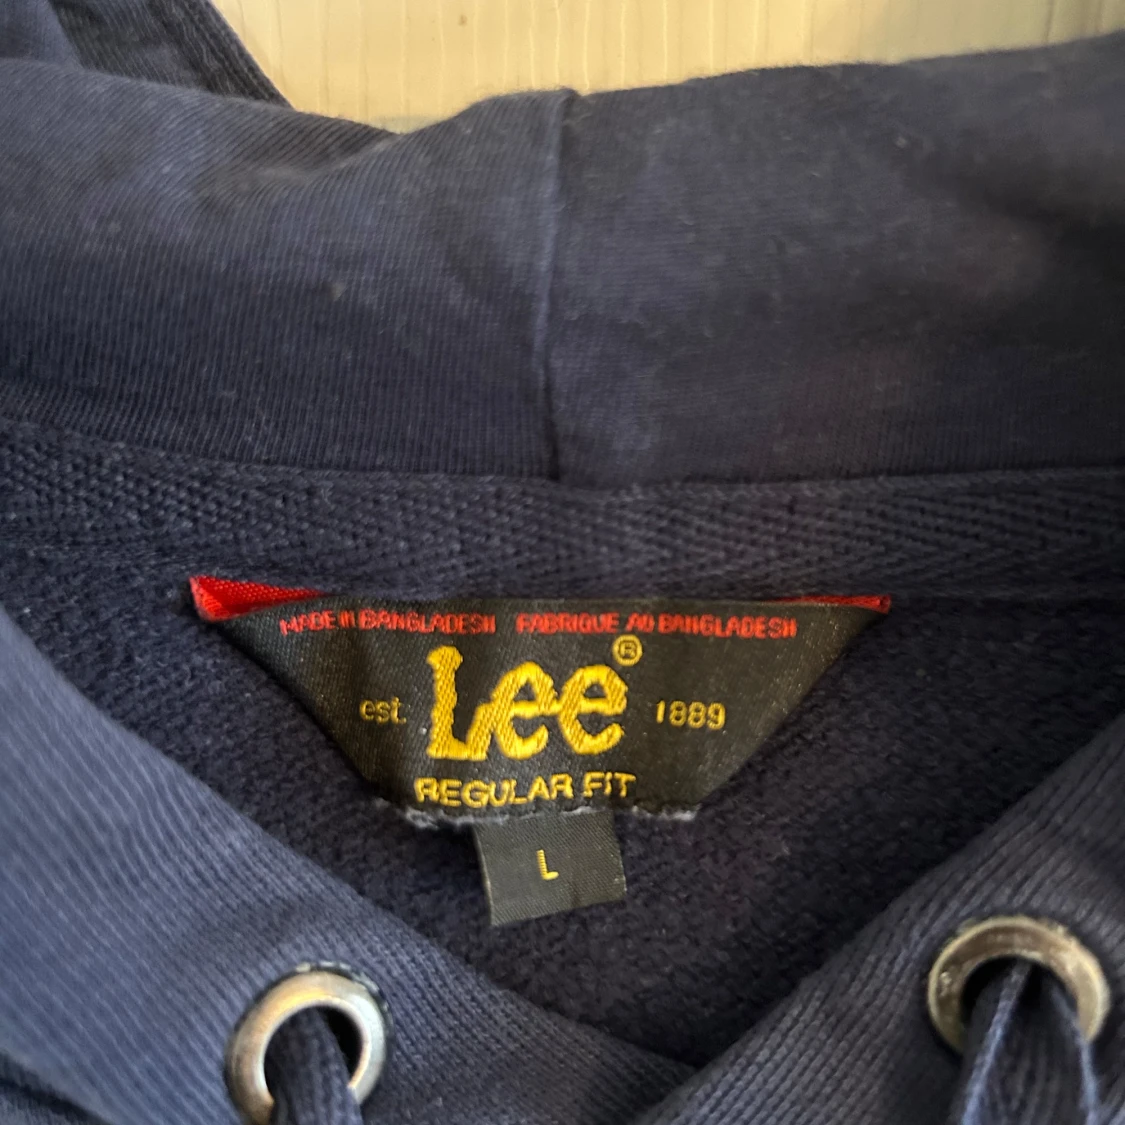 MADE IN BANGLADESH FABRIQUE AU BANGLADESH
Lee®
est. 1889
REGULAR FIT
L